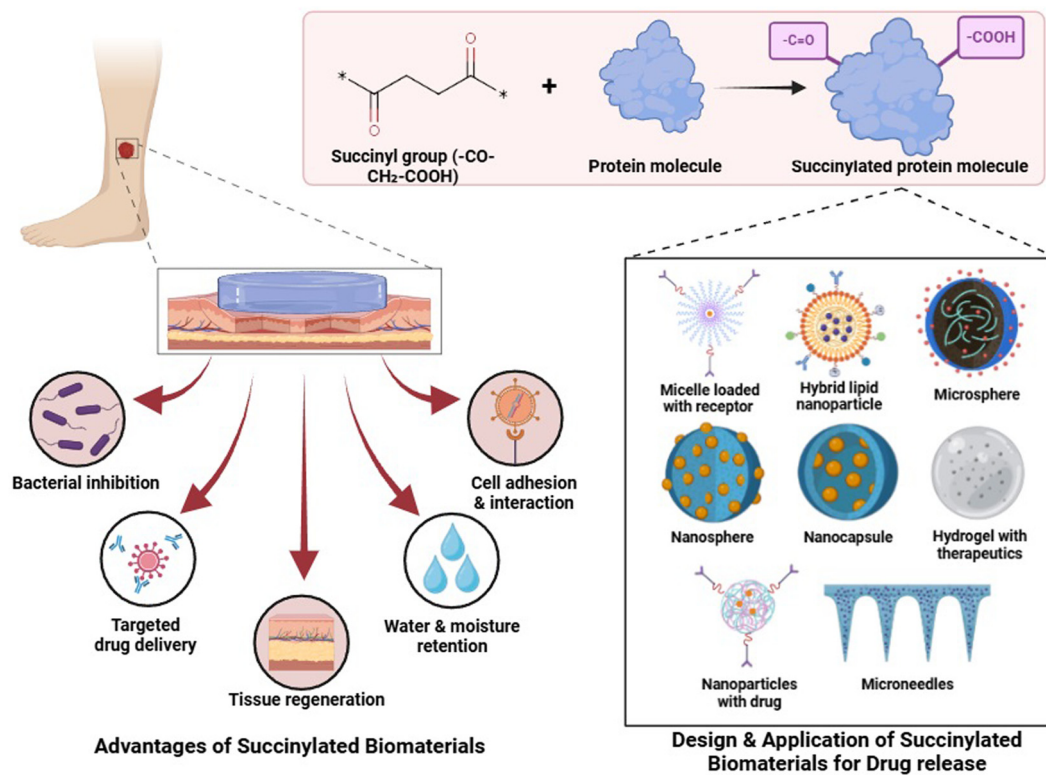 -C=O
-COOH
O
*
+
*
O
Succinyl group (-CO-
CH₂-COOH)
Protein molecule
Succinylated protein molecule
Micelle loaded
with receptor
Hybrid lipid
nanoparticle
Microsphere
Bacterial inhibition
Cell adhesion
& interaction
Nanosphere
Nanocapsule
Hydrogel with
therapeutics
Targeted
drug delivery
Water & moisture
retention
Tissue regeneration
Nanoparticles
with drug
Microneedles
Advantages of Succinylated Biomaterials
Design & Application of Succinylated
Biomaterials for Drug release